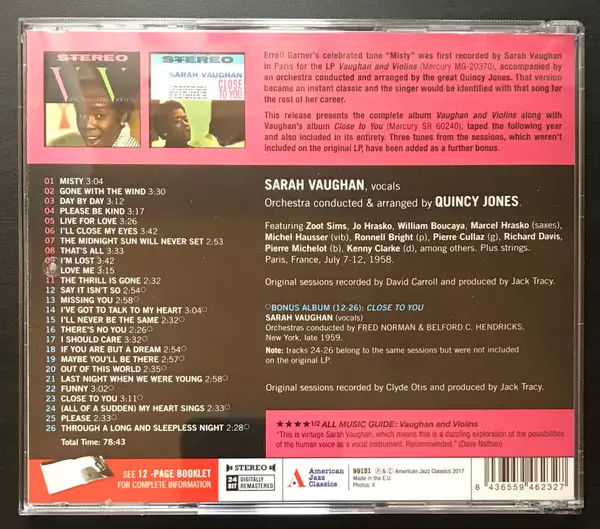 STEREO
STEREO
SARAH VAUGHAN
CLOSE
TO YOU
Erroll Garner's celebrated tune "Misty" was first recorded by Sarah Vaughan
in Paris for the LP Vaughan and Violins (Mercury MG-20370), accompanied by
an orchestra conducted and arranged by the great Quincy Jones. That version
became an instant classic and the singer would be identified with that song for
the rest of her career.
This release presents the complete album Vaughan and Violins along with
Vaughan's album Close to You (Mercury SR 60240), taped the following year
and also included in its entirety. Three tunes from the sessions, which weren't
included on the original LP, have been added as a further bonus.
01 MISTY 3:04
02 GONE WITH THE WIND 3:30
03 DAY BY DAY 3:12
04 PLEASE BE KIND 3:17
05 LIVE FOR LOVE 3:26
06 I'LL CLOSE MY EYES 3:42
07 THE MIDNIGHT SUN WILL NEVER SET 2:53
08 THAT'S ALL 3:33
09 I'M LOST 3:42
10 LOVE ME 3:15
11 THE THRILL IS GONE 2:32
12 SAY IT ISN'T SO 2:54○
13 MISSING YOU 2:58○
14 I'VE GOT TO TALK TO MY HEART 3:04○
15 I'LL NEVER BE THE SAME 2:32○
16 THERE'S NO YOU 2:26○
17 I SHOULD CARE 3:32○
18 IF YOU ARE BUT A DREAM 2:54○
19 MAYBE YOU'LL BE THERE 2:57○
20 OUT OF THIS WORLD 2:35○
21 LAST NIGHT WHEN WE WERE YOUNG 2:58○
22 FUNNY 3:02○
23 CLOSE TO YOU 3:11○
24 (ALL OF A SUDDEN) MY HEART SINGS 2:33○
25 PLEASE 2:33○
26 THROUGH A LONG AND SLEEPLESS NIGHT 2:28○
Total Time: 78:43
SARAH VAUGHAN, vocals
Orchestra conducted & arranged by QUINCY JONES.
Featuring Zoot Sims, Jo Hrasko, William Boucaya, Marcel Hrasko (saxes),
Michel Hausser (vib), Ronnell Bright (p), Pierre Cullaz (g), Richard Davis,
Pierre Michelot (b), Kenny Clarke (d), among others. Plus strings.
Paris, France, July 7-12, 1958.
Original sessions recorded by David Carroll and produced by Jack Tracy.
○BONUS ALBUM (12-26): CLOSE TO YOU
SARAH VAUGHAN (vocals)
Orchestras conducted by FRED NORMAN & BELFORD C. HENDRICKS.
New York, late 1959.
Note: tracks 24-26 belong to the same sessions but were not included
on the original LP.
Original sessions recorded by Clyde Otis and produced by Jack Tracy.
★★★★1/2 ALL MUSIC GUIDE: Vaughan and Violins
"This is vintage Sarah Vaughan, which means this is a dazzling exploration of the possibilities
of the human voice as a vocal instrument. Recommended." (Dave Nathan)
SEE 12-PAGE BOOKLET
FOR COMPLETE INFORMATION
STEREO
24 BIT DIGITALLY REMASTERED
American
Jazz
Classics
99131 ℗&© American Jazz Classics 2017
Made in the E.U.
Photos: X
8 436559 462327